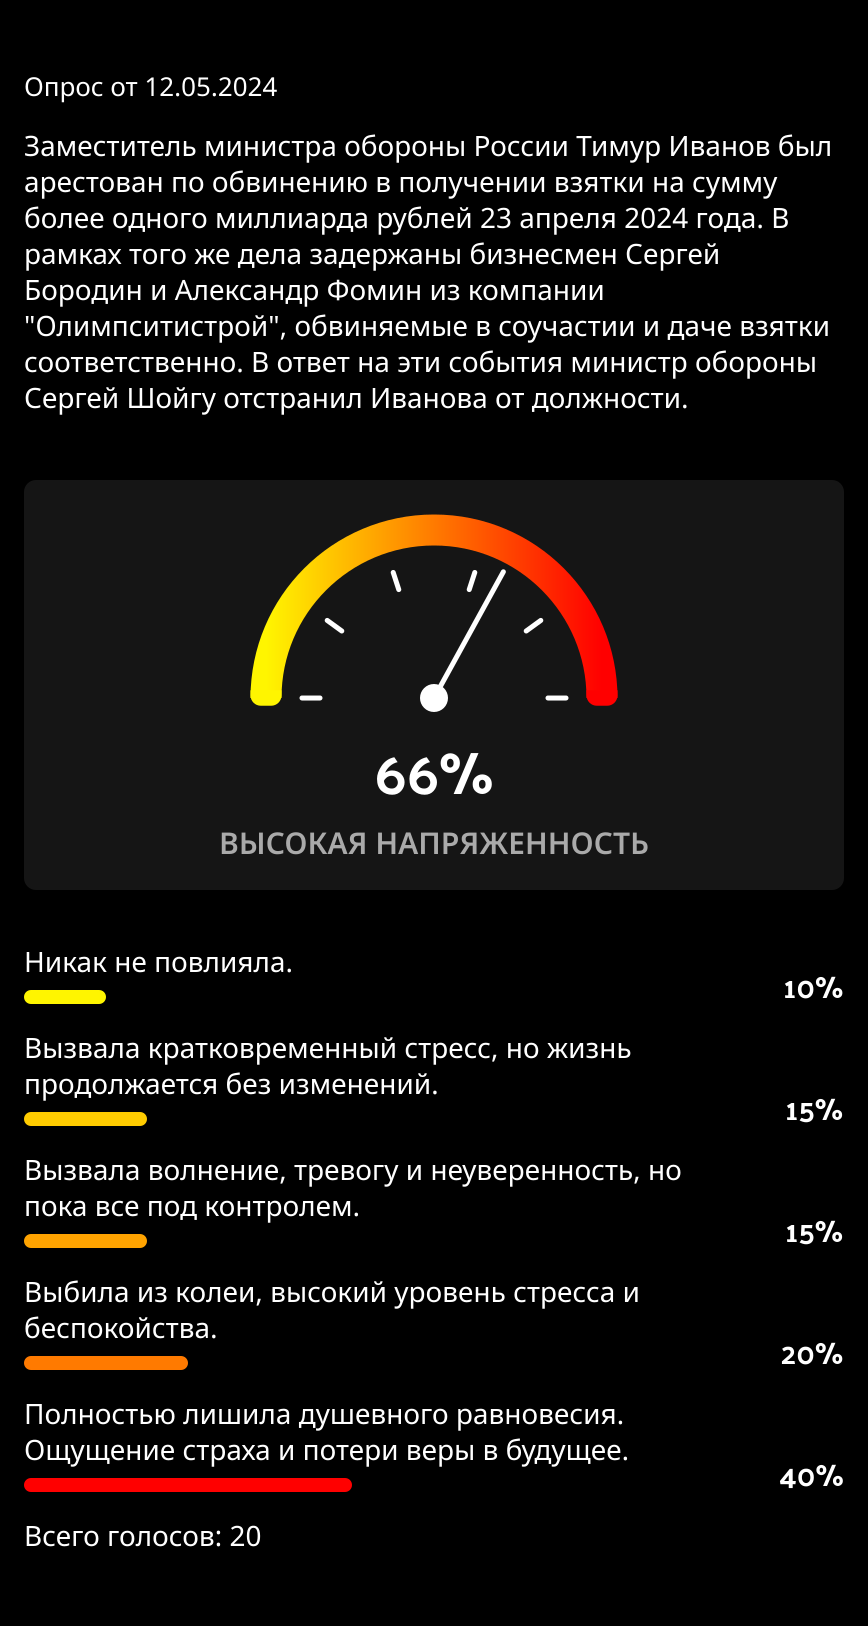 Опрос от 12.05.2024
Заместитель министра обороны России Тимур Иванов был
арестован по обвинению в получении взятки на сумму
более одного миллиарда рублей 23 апреля 2024 года. В
рамках того же дела задержаны бизнесмен Сергей
Бородин и Александр Фомин из компании
"Олимпситистрой", обвиняемые в соучастии и даче взятки
соответственно. В ответ на эти события министр обороны
Сергей Шойгу отстранил Иванова от должности.
66%
ВЫСОКАЯ НАПРЯЖЕННОСТЬ
Никак не повлияла.
10%
Вызвала кратковременный стресс, но жизнь
продолжается без изменений.
15%
Вызвала волнение, тревогу и неуверенность, но
пока все под контролем.
15%
Выбила из колеи, высокий уровень стресса и
беспокойства.
20%
Полностью лишила душевного равновесия.
Ощущение страха и потери веры в будущее.
40%
Всего голосов: 20